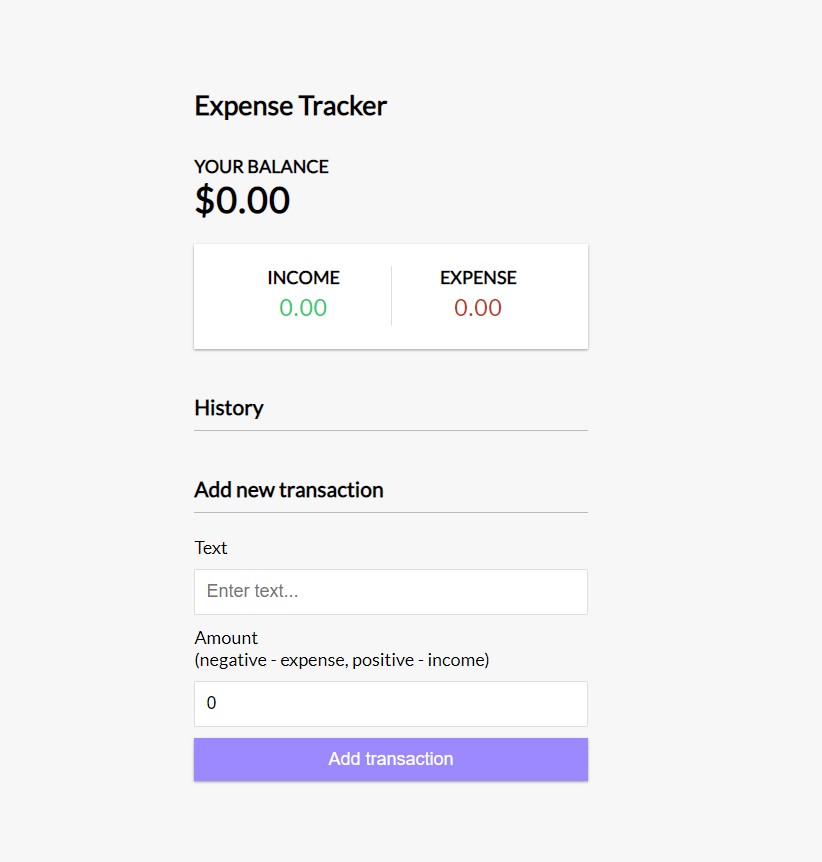 Expense Tracker
YOUR BALANCE
$0.00
INCOME
EXPENSE
0.00
0.00
History
Add new transaction
Text
Enter text...
Amount
(negative - expense, positive - income)
0
Add transaction